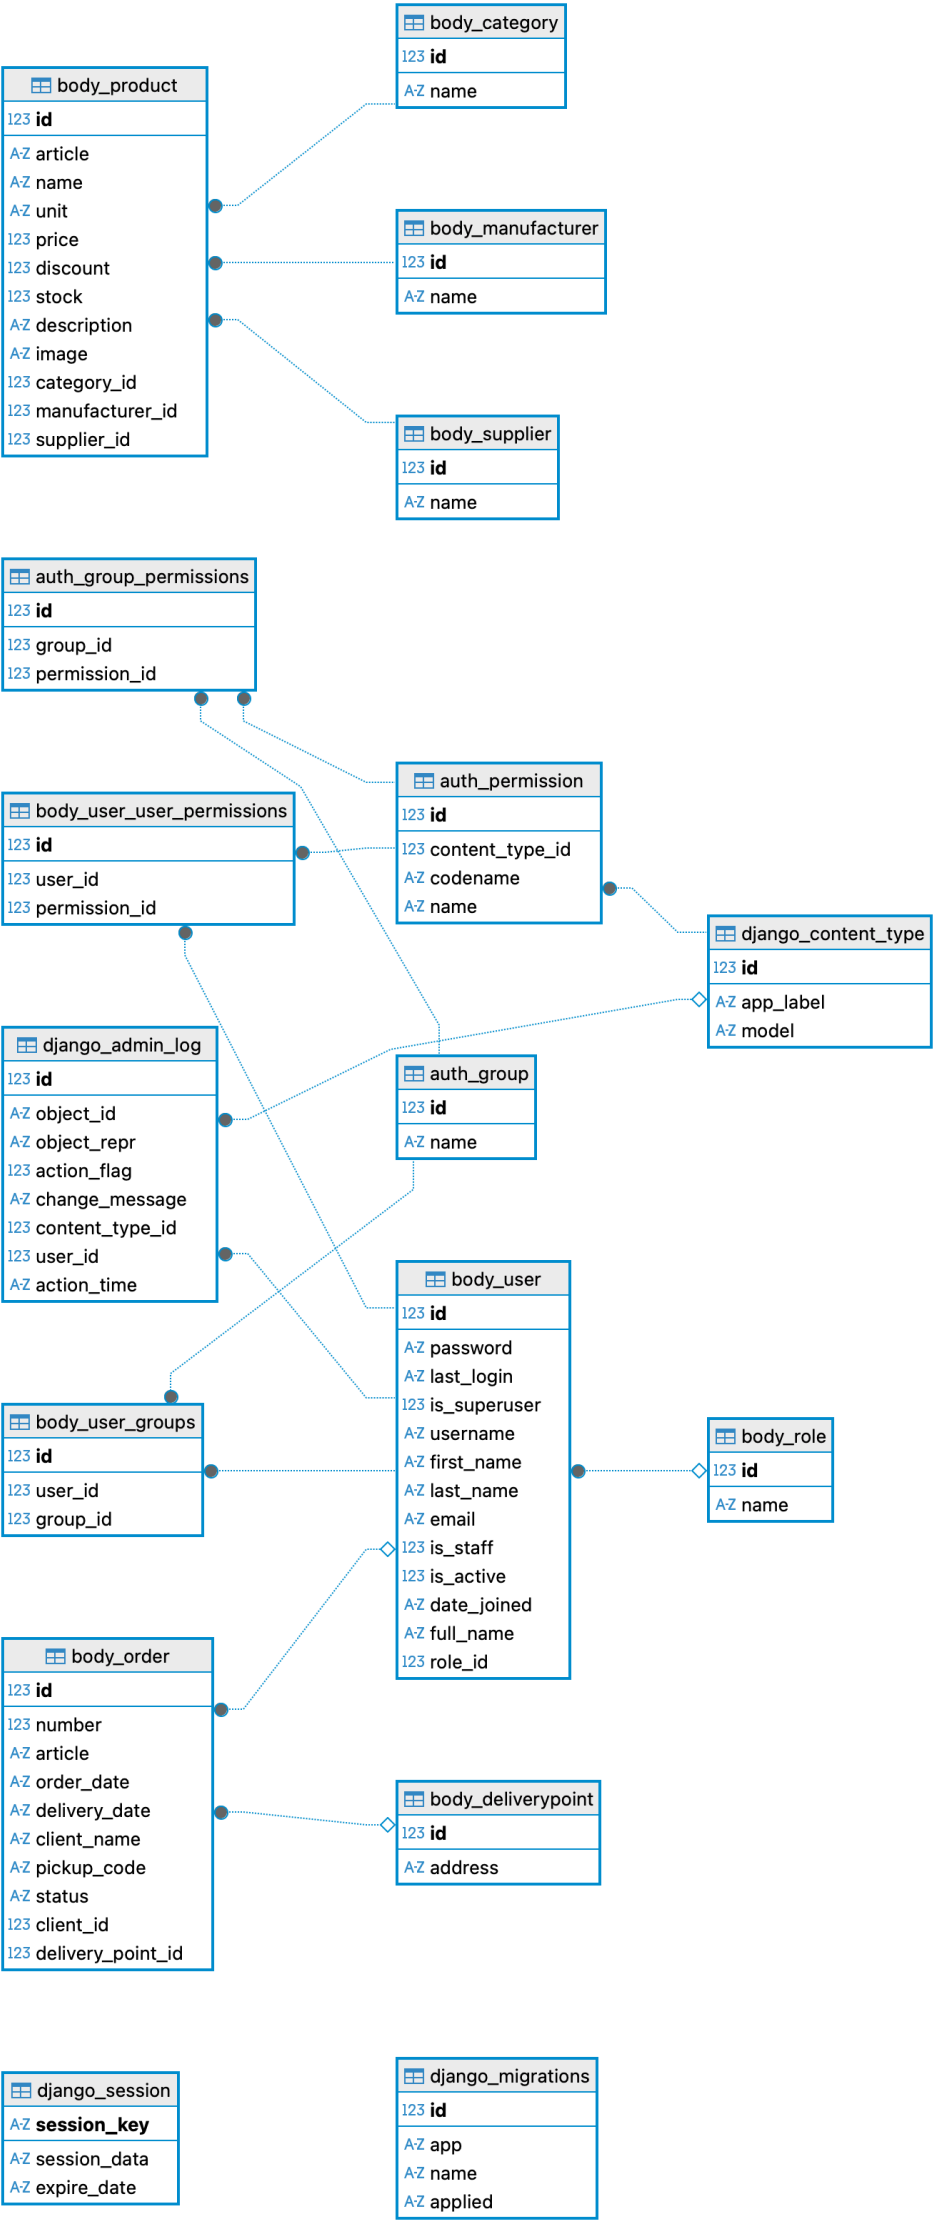 body_category
123 id
A-Z name
body_product
123 id
A-Z article
A-Z name
A-Z unit
123 price
123 discount
123 stock
A-Z description
A-Z image
123 category_id
123 manufacturer_id
123 supplier_id
body_manufacturer
123 id
A-Z name
body_supplier
123 id
A-Z name
auth_group_permissions
123 id
123 group_id
123 permission_id
auth_permission
123 id
123 content_type_id
A-Z codename
A-Z name
body_user_user_permissions
123 id
123 user_id
123 permission_id
django_content_type
123 id
A-Z app_label
A-Z model
django_admin_log
123 id
A-Z object_id
A-Z object_repr
123 action_flag
A-Z change_message
123 content_type_id
123 user_id
A-Z action_time
auth_group
123 id
A-Z name
body_user
123 id
A-Z password
A-Z last_login
123 is_superuser
A-Z username
A-Z first_name
A-Z last_name
A-Z email
123 is_staff
123 is_active
A-Z date_joined
A-Z full_name
123 role_id
body_user_groups
123 id
123 user_id
123 group_id
body_role
123 id
A-Z name
body_order
123 id
123 number
A-Z article
A-Z order_date
A-Z delivery_date
A-Z client_name
A-Z pickup_code
A-Z status
123 client_id
123 delivery_point_id
body_deliverypoint
123 id
A-Z address
django_session
A-Z session_key
A-Z session_data
A-Z expire_date
django_migrations
123 id
A-Z app
A-Z name
A-Z applied